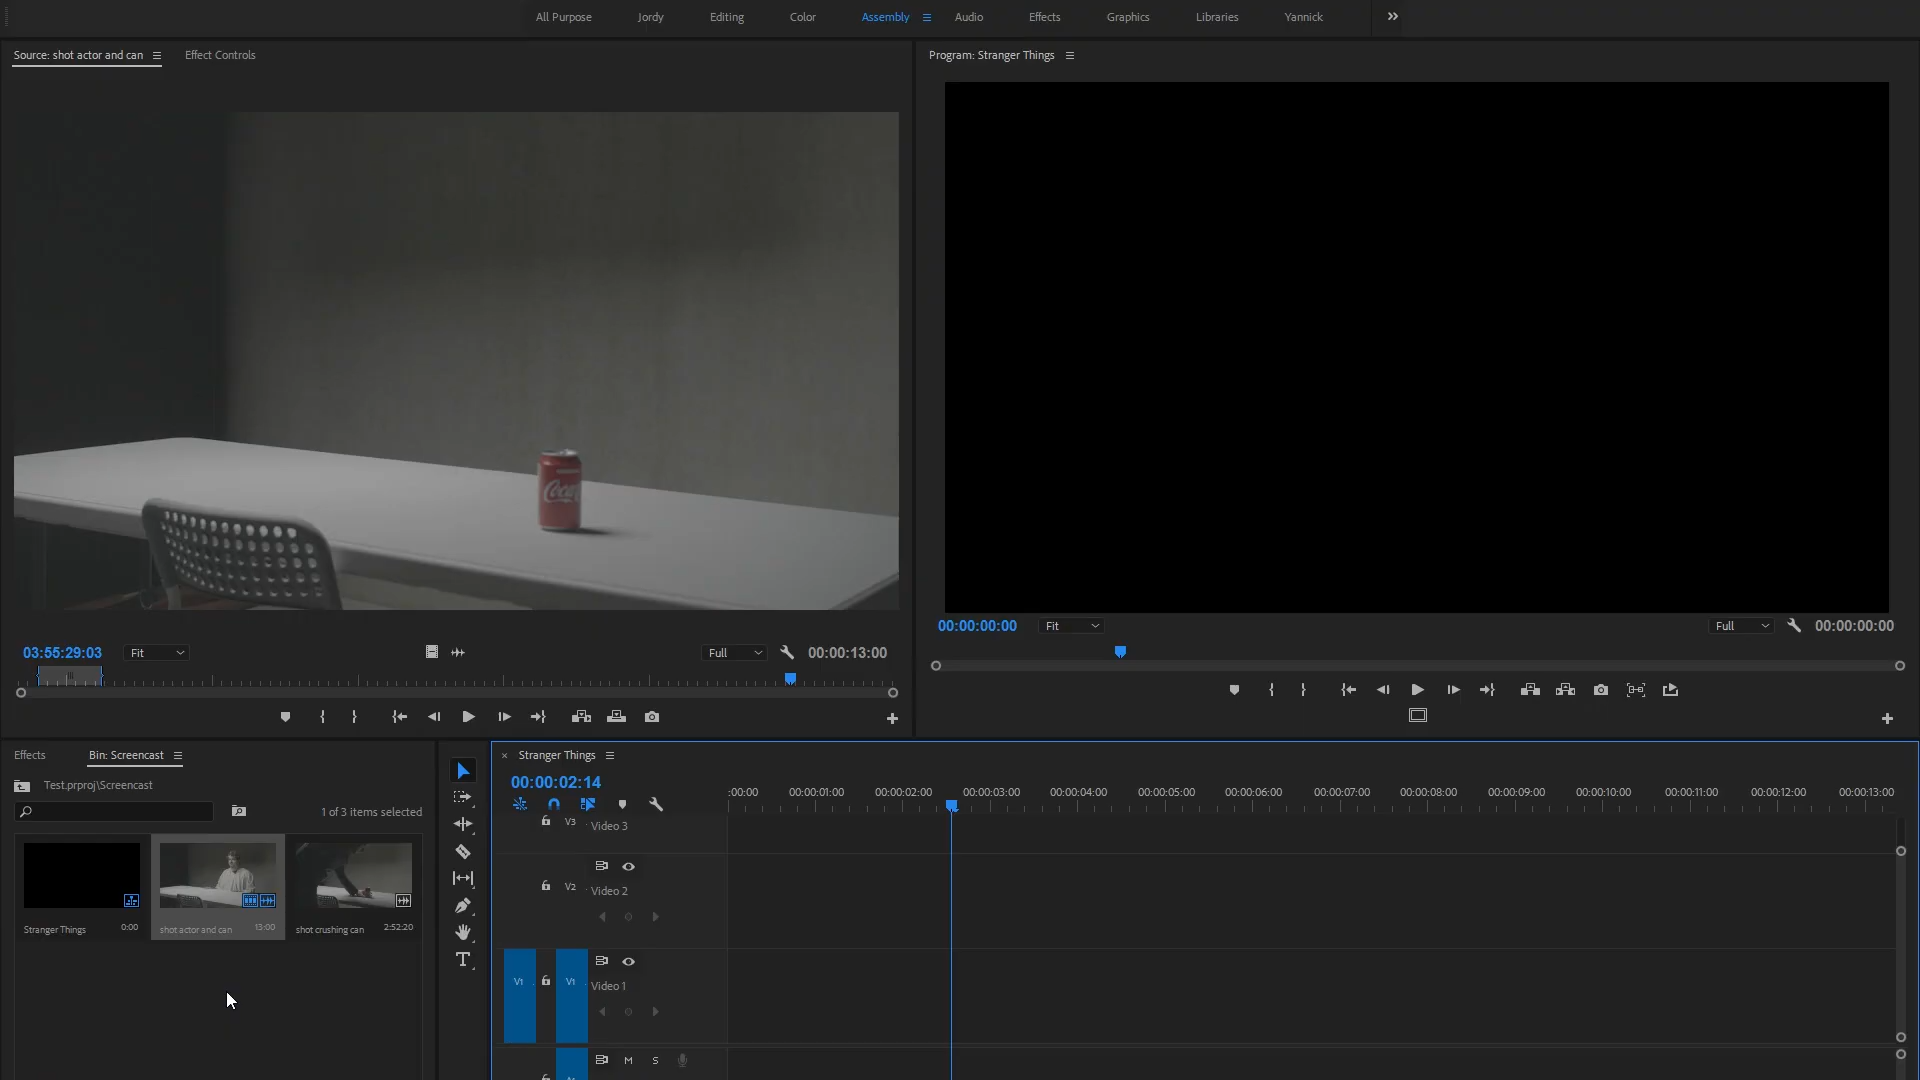 All Purpose Jordy Editing Color Assembly Audio Effects Graphics Libraries Yannick
Source: shot actor and can Effect Controls
Program: Stranger Things
Coca
03:55:29:03 Fit Full 00:00:13:00
00:00:00:00 Fit Full 00:00:00:00
Effects Bin: Screencast
Test.prproj\Screencast
1 of 3 items selected
Stranger Things 0:00
shot actor and can 13:00
shot crushing can 2:52:20
Stranger Things
00:00:02:14
:00:00 00:00:01:00 00:00:02:00 00:00:03:00 00:00:04:00 00:00:05:00 00:00:06:00 00:00:07:00 00:00:08:00 00:00:09:00 00:00:10:00 00:00:11:00 00:00:12:00 00:00:13:00
V3 Video 3
V2 Video 2
V1 V1 Video 1
M S